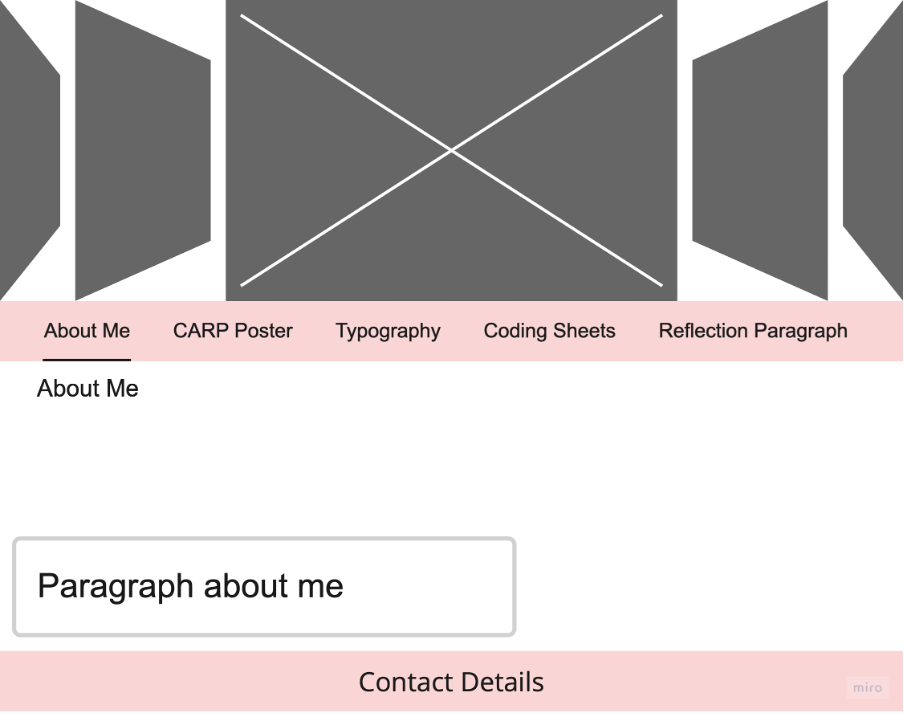 About Me CARP Poster Typography Coding Sheets Reflection Paragraph
About Me
Paragraph about me
Contact Details
miro